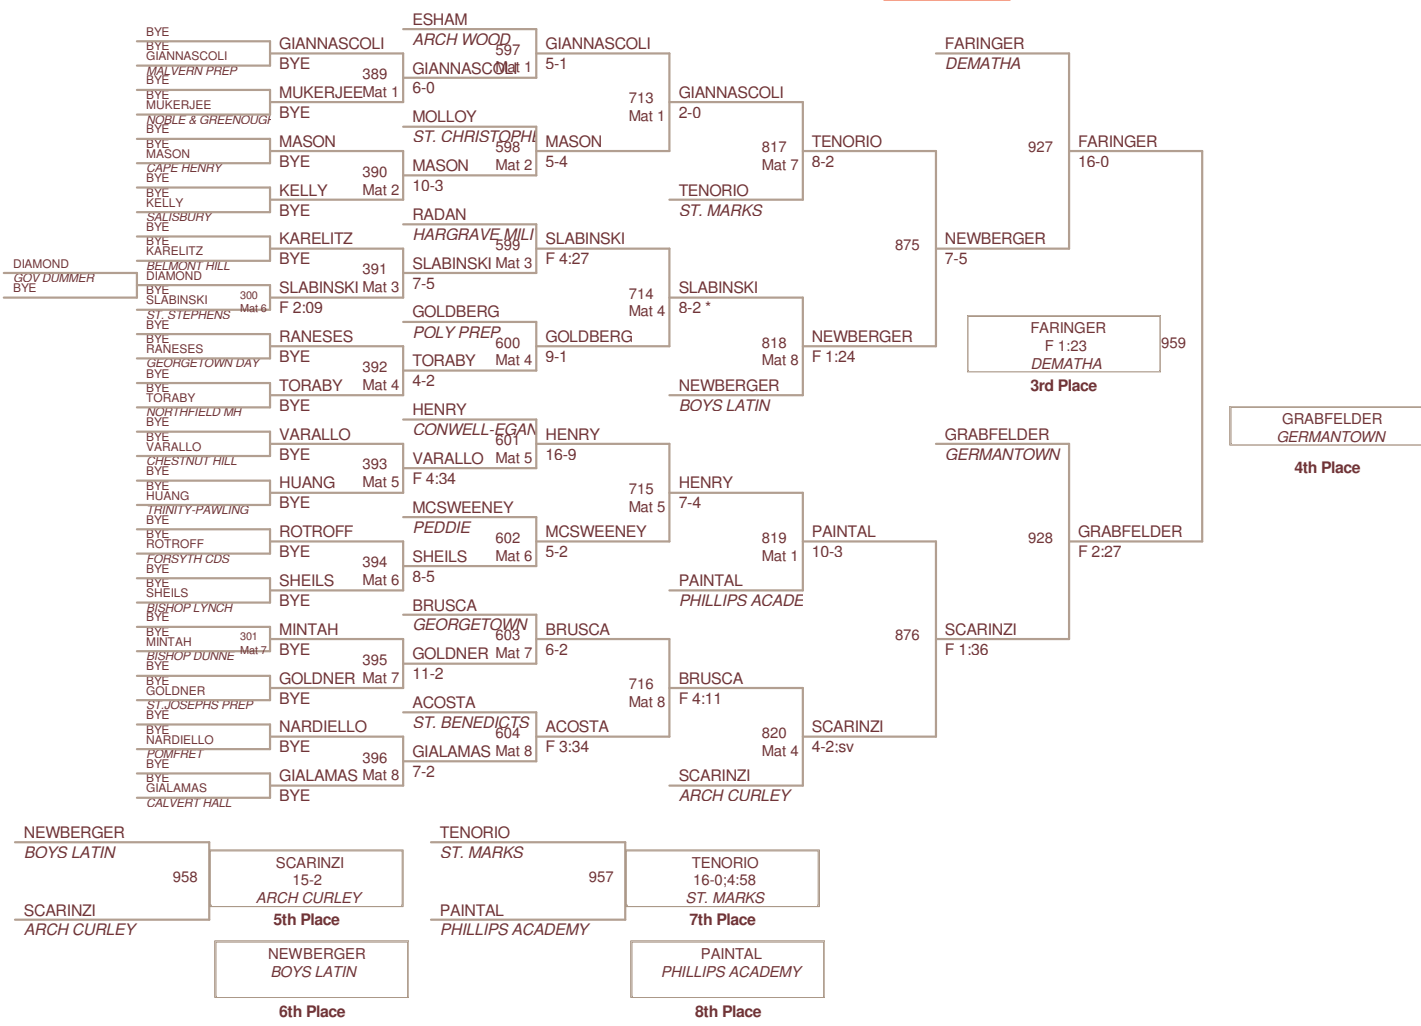 DIAMOND
GOV DUMMER
BYE
BYE
BYE
GIANNASCOLI
MALVERN PREP
BYE
BYE
MUKERJEE
NOBLE & GREENOUGH
BYE
BYE
MASON
CAPE HENRY
BYE
BYE
KELLY
SALISBURY
BYE
BYE
KARELITZ
BELMONT HILL
DIAMOND
BYE
SLABINSKI
300
Mat 6
ST. STEPHENS
BYE
BYE
RANESES
GEORGETOWN DAY
BYE
BYE
TORABY
NORTHFIELD MH
BYE
BYE
VARALLO
CHESTNUT HILL
BYE
BYE
HUANG
TRINITY-PAWLING
BYE
BYE
ROTROFF
FORSYTH CDS
BYE
BYE
SHEILS
BISHOP LYNCH
BYE
BYE
MINTAH
301
Mat 7
BISHOP DUNNE
BYE
BYE
GOLDNER
ST.JOSEPHS PREP
BYE
BYE
NARDIELLO
POMFRET
BYE
BYE
GIALAMAS
CALVERT HALL
GIANNASCOLI
BYE
389
Mat 1
MUKERJEE
BYE
MASON
BYE
390
Mat 2
KELLY
BYE
KARELITZ
BYE
391
Mat 3
SLABINSKI
F 2:09
RANESES
BYE
392
Mat 4
TORABY
BYE
VARALLO
BYE
393
Mat 5
HUANG
BYE
ROTROFF
BYE
394
Mat 6
SHEILS
BYE
MINTAH
BYE
395
Mat 7
GOLDNER
BYE
NARDIELLO
BYE
396
Mat 8
GIALAMAS
BYE
ESHAM
ARCH WOOD
597
Mat 1
GIANNASCOLI
6-0
MOLLOY
ST. CHRISTOPHE
598
Mat 2
MASON
10-3
RADAN
HARGRAVE MILI
599
Mat 3
SLABINSKI
7-5
GOLDBERG
POLY PREP
600
Mat 4
TORABY
4-2
HENRY
CONWELL-EGAN
601
Mat 5
VARALLO
F 4:34
MCSWEENEY
PEDDIE
602
Mat 6
SHEILS
8-5
BRUSCA
GEORGETOWN
603
Mat 7
GOLDNER
11-2
ACOSTA
ST. BENEDICTS
604
Mat 8
GIALAMAS
7-2
GIANNASCOLI
5-1
713
Mat 1
MASON
5-4
SLABINSKI
F 4:27
714
Mat 4
GOLDBERG
9-1
HENRY
16-9
715
Mat 5
MCSWEENEY
5-2
BRUSCA
6-2
716
Mat 8
ACOSTA
F 3:34
GIANNASCOLI
2-0
817
Mat 7
TENORIO
ST. MARKS
SLABINSKI
8-2 *
818
Mat 8
NEWBERGER
BOYS LATIN
HENRY
7-4
819
Mat 1
PAINTAL
PHILLIPS ACADE
BRUSCA
F 4:11
820
Mat 4
SCARINZI
ARCH CURLEY
TENORIO
8-2
875
NEWBERGER
F 1:24
PAINTAL
10-3
876
SCARINZI
4-2;sv
FARINGER
DEMATHA
927
NEWBERGER
7-5
GRABFELDER
GERMANTOWN
928
SCARINZI
F 1:36
FARINGER
16-0
959
GRABFELDER
F 2:27
FARINGER
F 1:23
DEMATHA
3rd Place
GRABFELDER
GERMANTOWN
4th Place
NEWBERGER
BOYS LATIN
958
SCARINZI
ARCH CURLEY
SCARINZI
15-2
ARCH CURLEY
5th Place
NEWBERGER
BOYS LATIN
6th Place
TENORIO
ST. MARKS
957
PAINTAL
PHILLIPS ACADEMY
TENORIO
16-0;4:58
ST. MARKS
7th Place
PAINTAL
PHILLIPS ACADEMY
8th Place